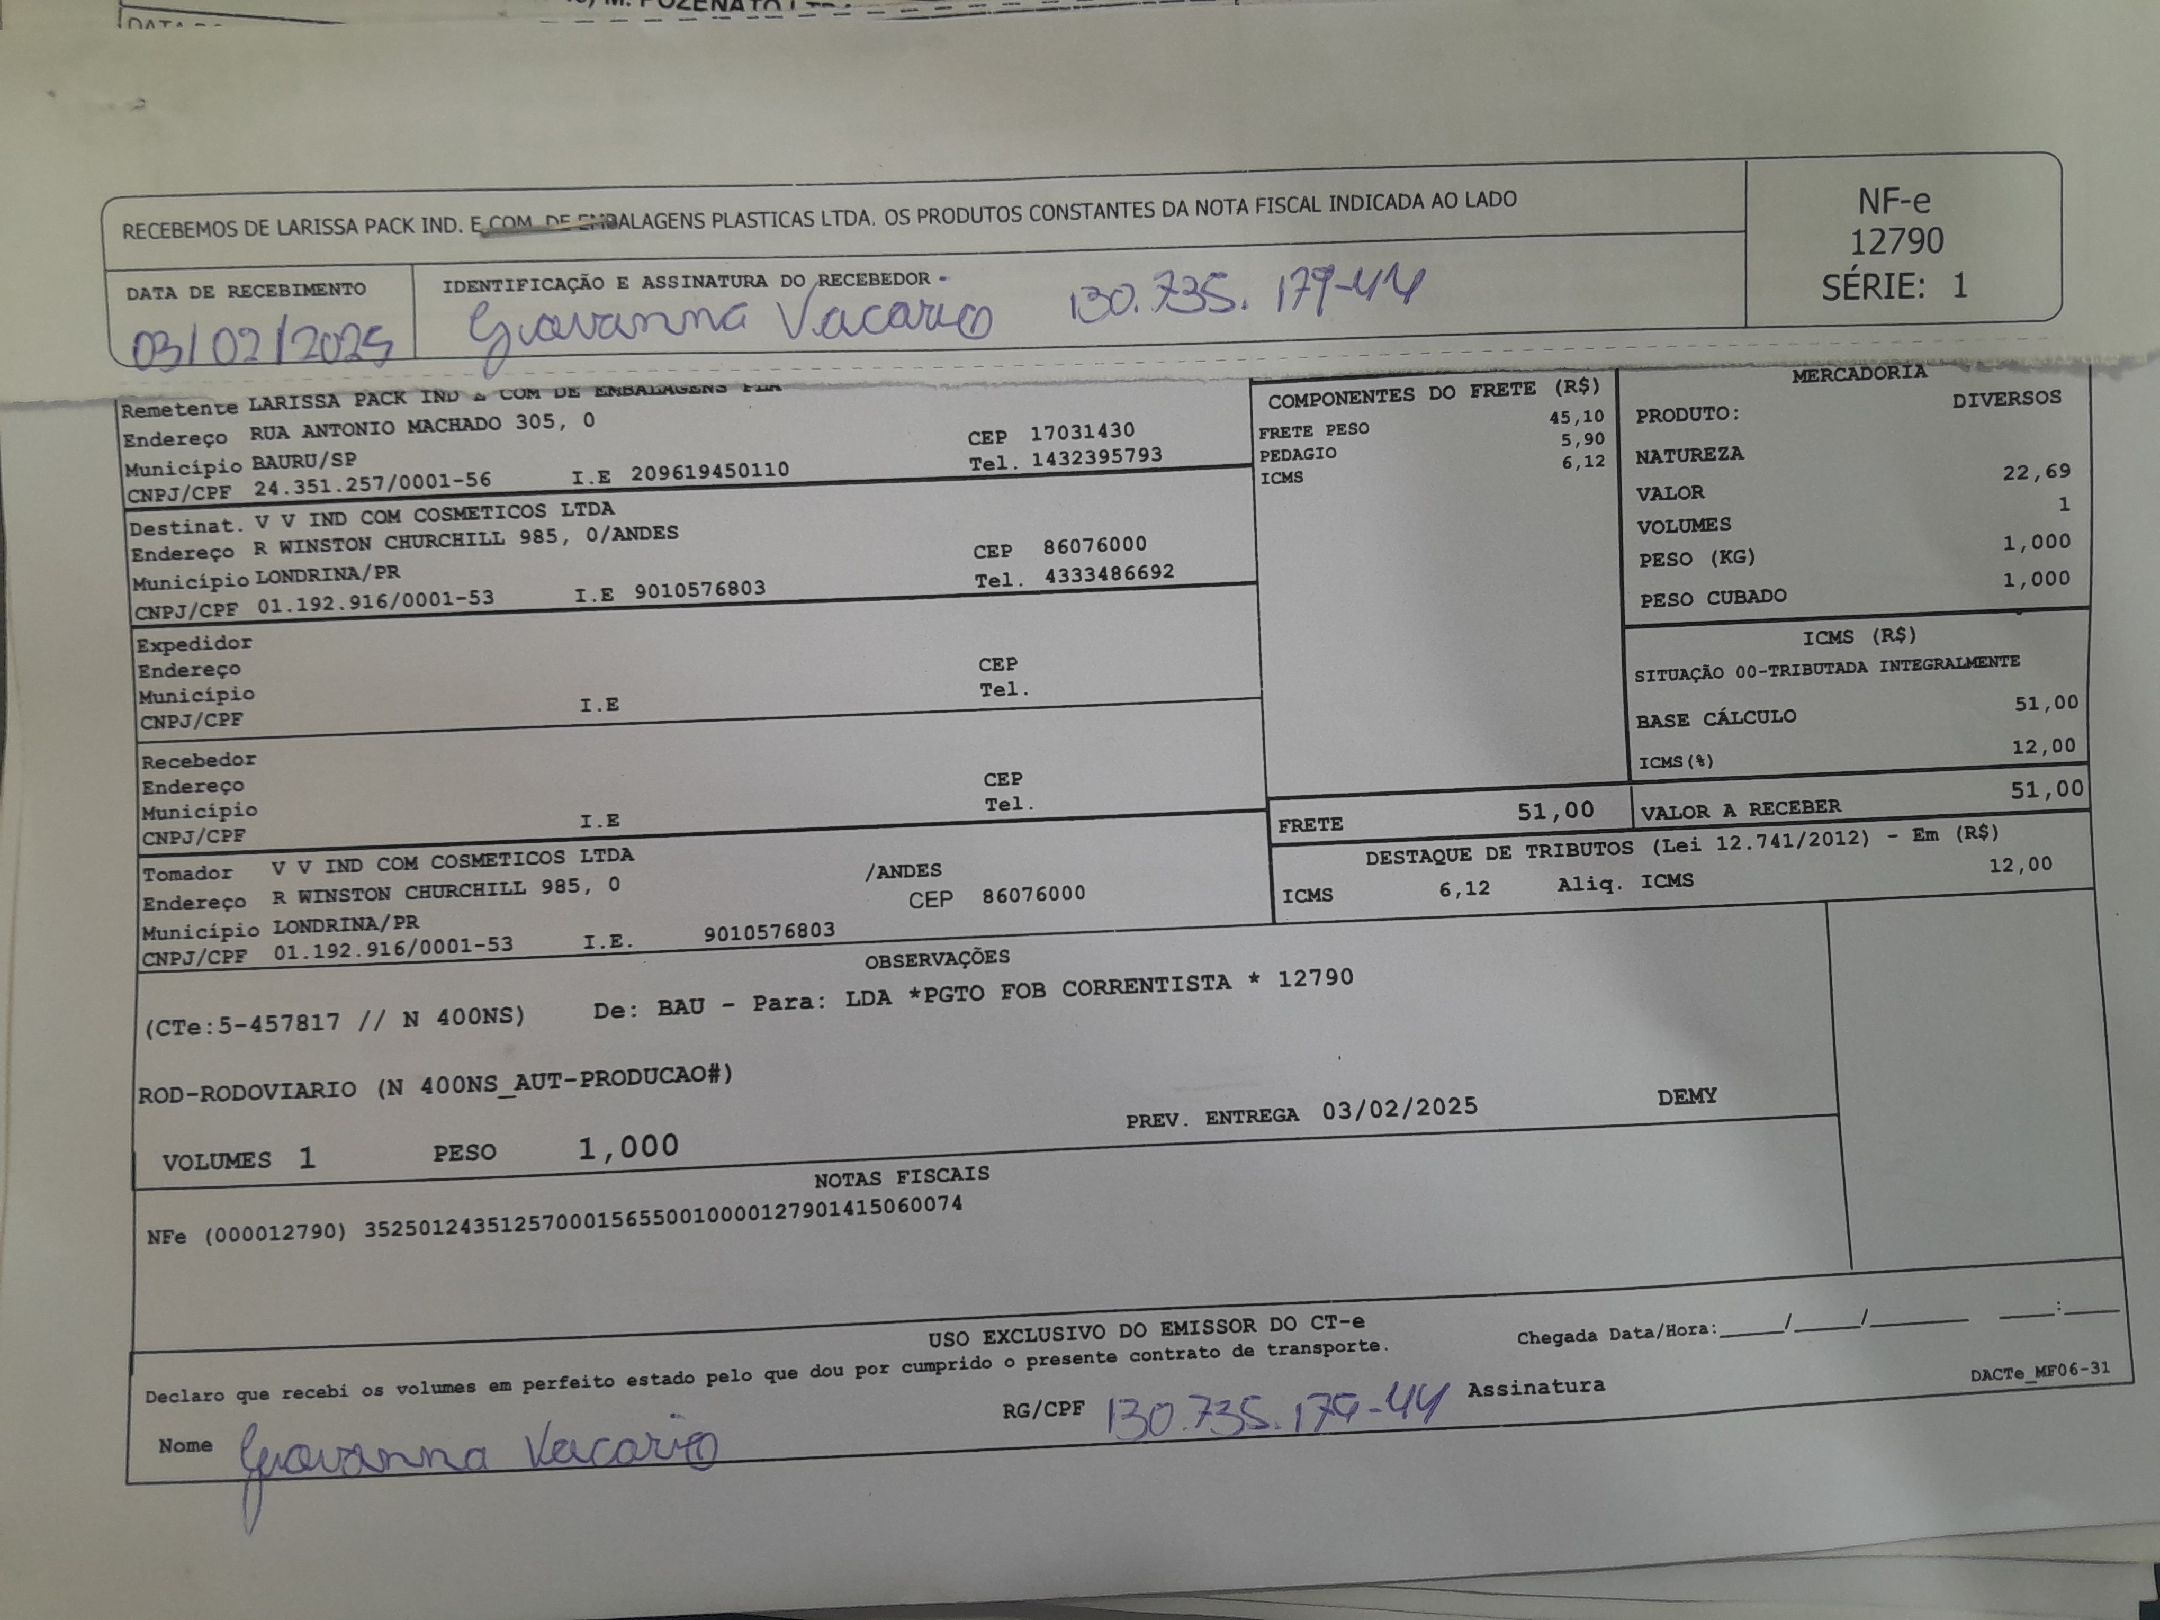 M. POZENATO LTDA
RECEBEMOS DE LARISSA PACK IND. E COM. DE EMBALAGENS PLASTICAS LTDA. OS PRODUTOS CONSTANTES DA NOTA FISCAL INDICADA AO LADO
NF-e
12790
SÉRIE: 1
DATA DE RECEBIMENTO
03/02/2025
IDENTIFICAÇÃO E ASSINATURA DO RECEBEDOR -
Giovanna Vacario 130.735.179-44
Remetente LARISSA PACK IND E COM DE EMBALAGENS PLA
Endereço RUA ANTONIO MACHADO 305, 0
Município BAURU/SP CEP 17031430
CNPJ/CPF 24.351.257/0001-56 I.E 209619450110 Tel. 1432395793
Destinat. V V IND COM COSMETICOS LTDA
Endereço R WINSTON CHURCHILL 985, 0/ANDES
Município LONDRINA/PR CEP 86076000
CNPJ/CPF 01.192.916/0001-53 I.E 9010576803 Tel. 4333486692
Expedidor
Endereço
Município CEP
CNPJ/CPF I.E Tel.
Recebedor
Endereço
Município CEP
CNPJ/CPF I.E Tel.
Tomador V V IND COM COSMETICOS LTDA
Endereço R WINSTON CHURCHILL 985, 0 /ANDES
Município LONDRINA/PR CEP 86076000
CNPJ/CPF 01.192.916/0001-53 I.E. 9010576803
COMPONENTES DO FRETE (R$)
FRETE PESO 45,10
PEDAGIO 5,90
ICMS 6,12
MERCADORIA
PRODUTO: DIVERSOS
NATUREZA
VALOR 22,69
VOLUMES 1
PESO (KG) 1,000
PESO CUBADO 1,000
ICMS (R$)
SITUAÇÃO 00-TRIBUTADA INTEGRALMENTE
BASE CÁLCULO 51,00
ICMS(%) 12,00
FRETE 51,00
VALOR A RECEBER 51,00
DESTAQUE DE TRIBUTOS (Lei 12.741/2012) - Em (R$)
ICMS 6,12 Aliq. ICMS 12,00
OBSERVAÇÕES
(CTe:5-457817 // N 400NS) De: BAU - Para: LDA *PGTO FOB CORRENTISTA * 12790
ROD-RODOVIARIO (N 400NS_AUT-PRODUCAO#)
PREV. ENTREGA 03/02/2025 DEMY
VOLUMES 1 PESO 1,000
NOTAS FISCAIS
NFe (000012790) 35250124351257000156550010000127901415060074
USO EXCLUSIVO DO EMISSOR DO CT-e
Declaro que recebi os volumes em perfeito estado pelo que dou por cumprido o presente contrato de transporte.
Chegada Data/Hora:_____/_____/________ ____:____
Nome Giovanna Vacario RG/CPF 130.735.179-44 Assinatura
DACTe_MF06-31